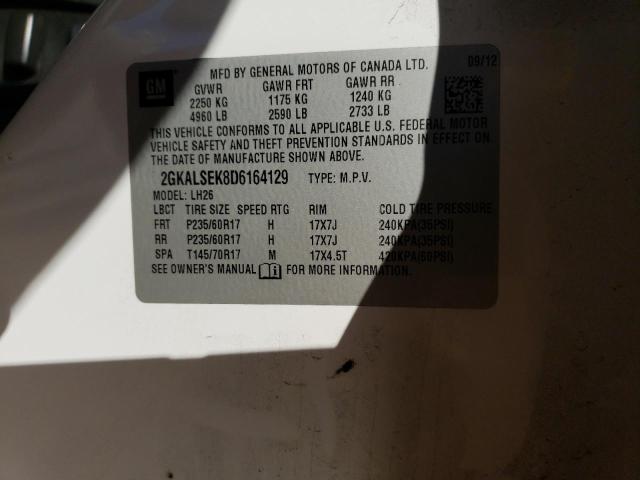 GM
MFD BY GENERAL MOTORS OF CANADA LTD. 09/12
GVWR GAWR FRT GAWR RR
2250 KG 1175 KG 1240 KG
4960 LB 2590 LB 2733 LB
THIS VEHICLE CONFORMS TO ALL APPLICABLE U.S. FEDERAL MOTOR
VEHICLE SAFETY AND THEFT PREVENTION STANDARDS IN EFFECT ON
THE DATE OF MANUFACTURE SHOWN ABOVE.
2GKALSEK8D6164129 TYPE: M.P.V.
MODEL: LH26
LBCT TIRE SIZE SPEED RTG RIM COLD TIRE PRESSURE
FRT P235/60R17 H 17X7J 240KPA(35PSI)
RR P235/60R17 H 17X7J 240KPA(35PSI)
SPA T145/70R17 M 17X4.5T 420KPA(60PSI)
SEE OWNER'S MANUAL FOR MORE INFORMATION.